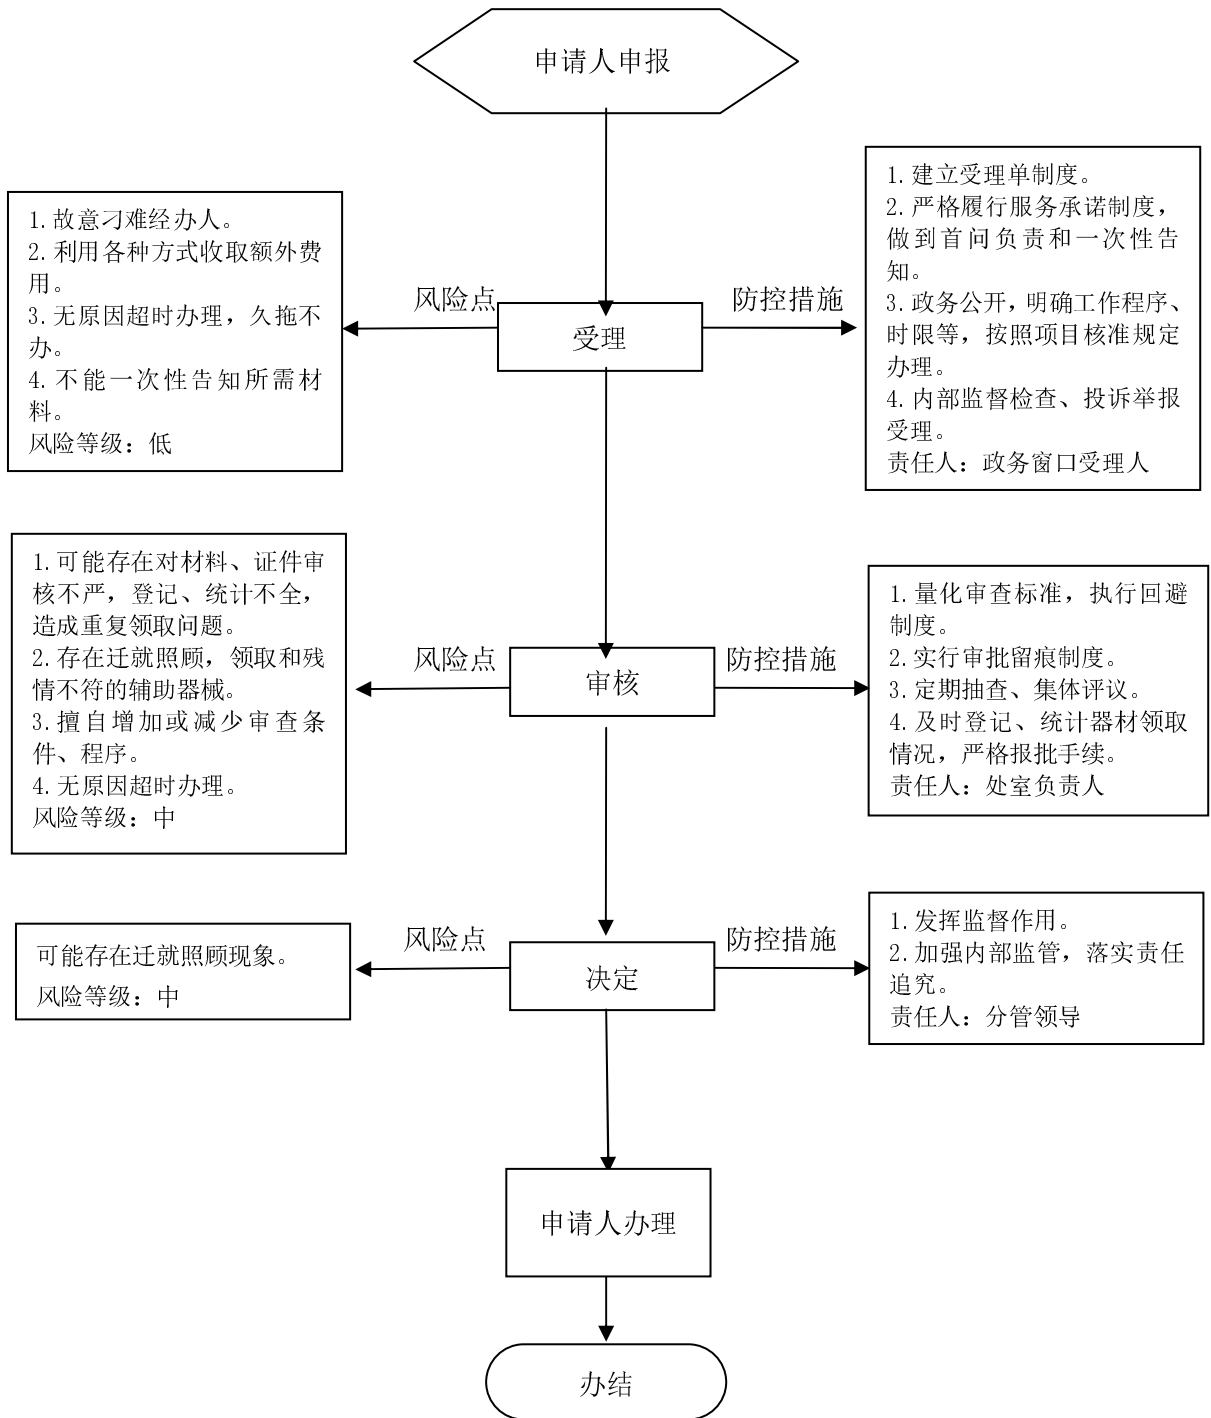 申请人申报
1.故意刁难经办人。
2.利用各种方式收取额外费
用。
3.无原因超时办理，久拖不
办。
4.不能一次性告知所需材
料。
风险等级：低
风险点
受理
防控措施
1.建立受理单制度。
2.严格履行服务承诺制度，
做到首问负责和一次性告
知。
3.政务公开，明确工作程序、
时限等，按照项目核准规定
办理。
4.内部监督检查、投诉举报
受理。
责任人：政务窗口受理人
1.可能存在对材料、证件审
核不严，登记、统计不全，
造成重复领取问题。
2.存在迁就照顾，领取和残
情不符的辅助器械。
3.擅自增加或减少审查条
件、程序。
4.无原因超时办理。
风险等级：中
风险点
审核
防控措施
1.量化审查标准，执行回避
制度。
2.实行审批留痕制度。
3.定期抽查、集体评议。
4.及时登记、统计器材领取
情况，严格报批手续。
责任人：处室负责人
可能存在迁就照顾现象。
风险等级：中
风险点
决定
防控措施
1.发挥监督作用。
2.加强内部监管，落实责任
追究。
责任人：分管领导
申请人办理
办结